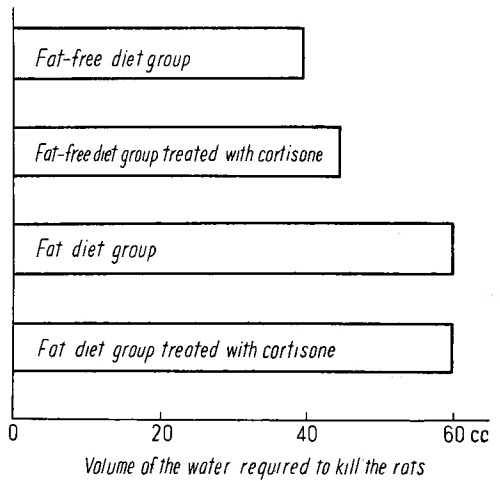 Fat-free diet group
Fat-free diet group treated with cortisone
Fat diet group
Fat diet group treated with cortisone
0 20 40 60 cc
Volume of the water required to kill the rats